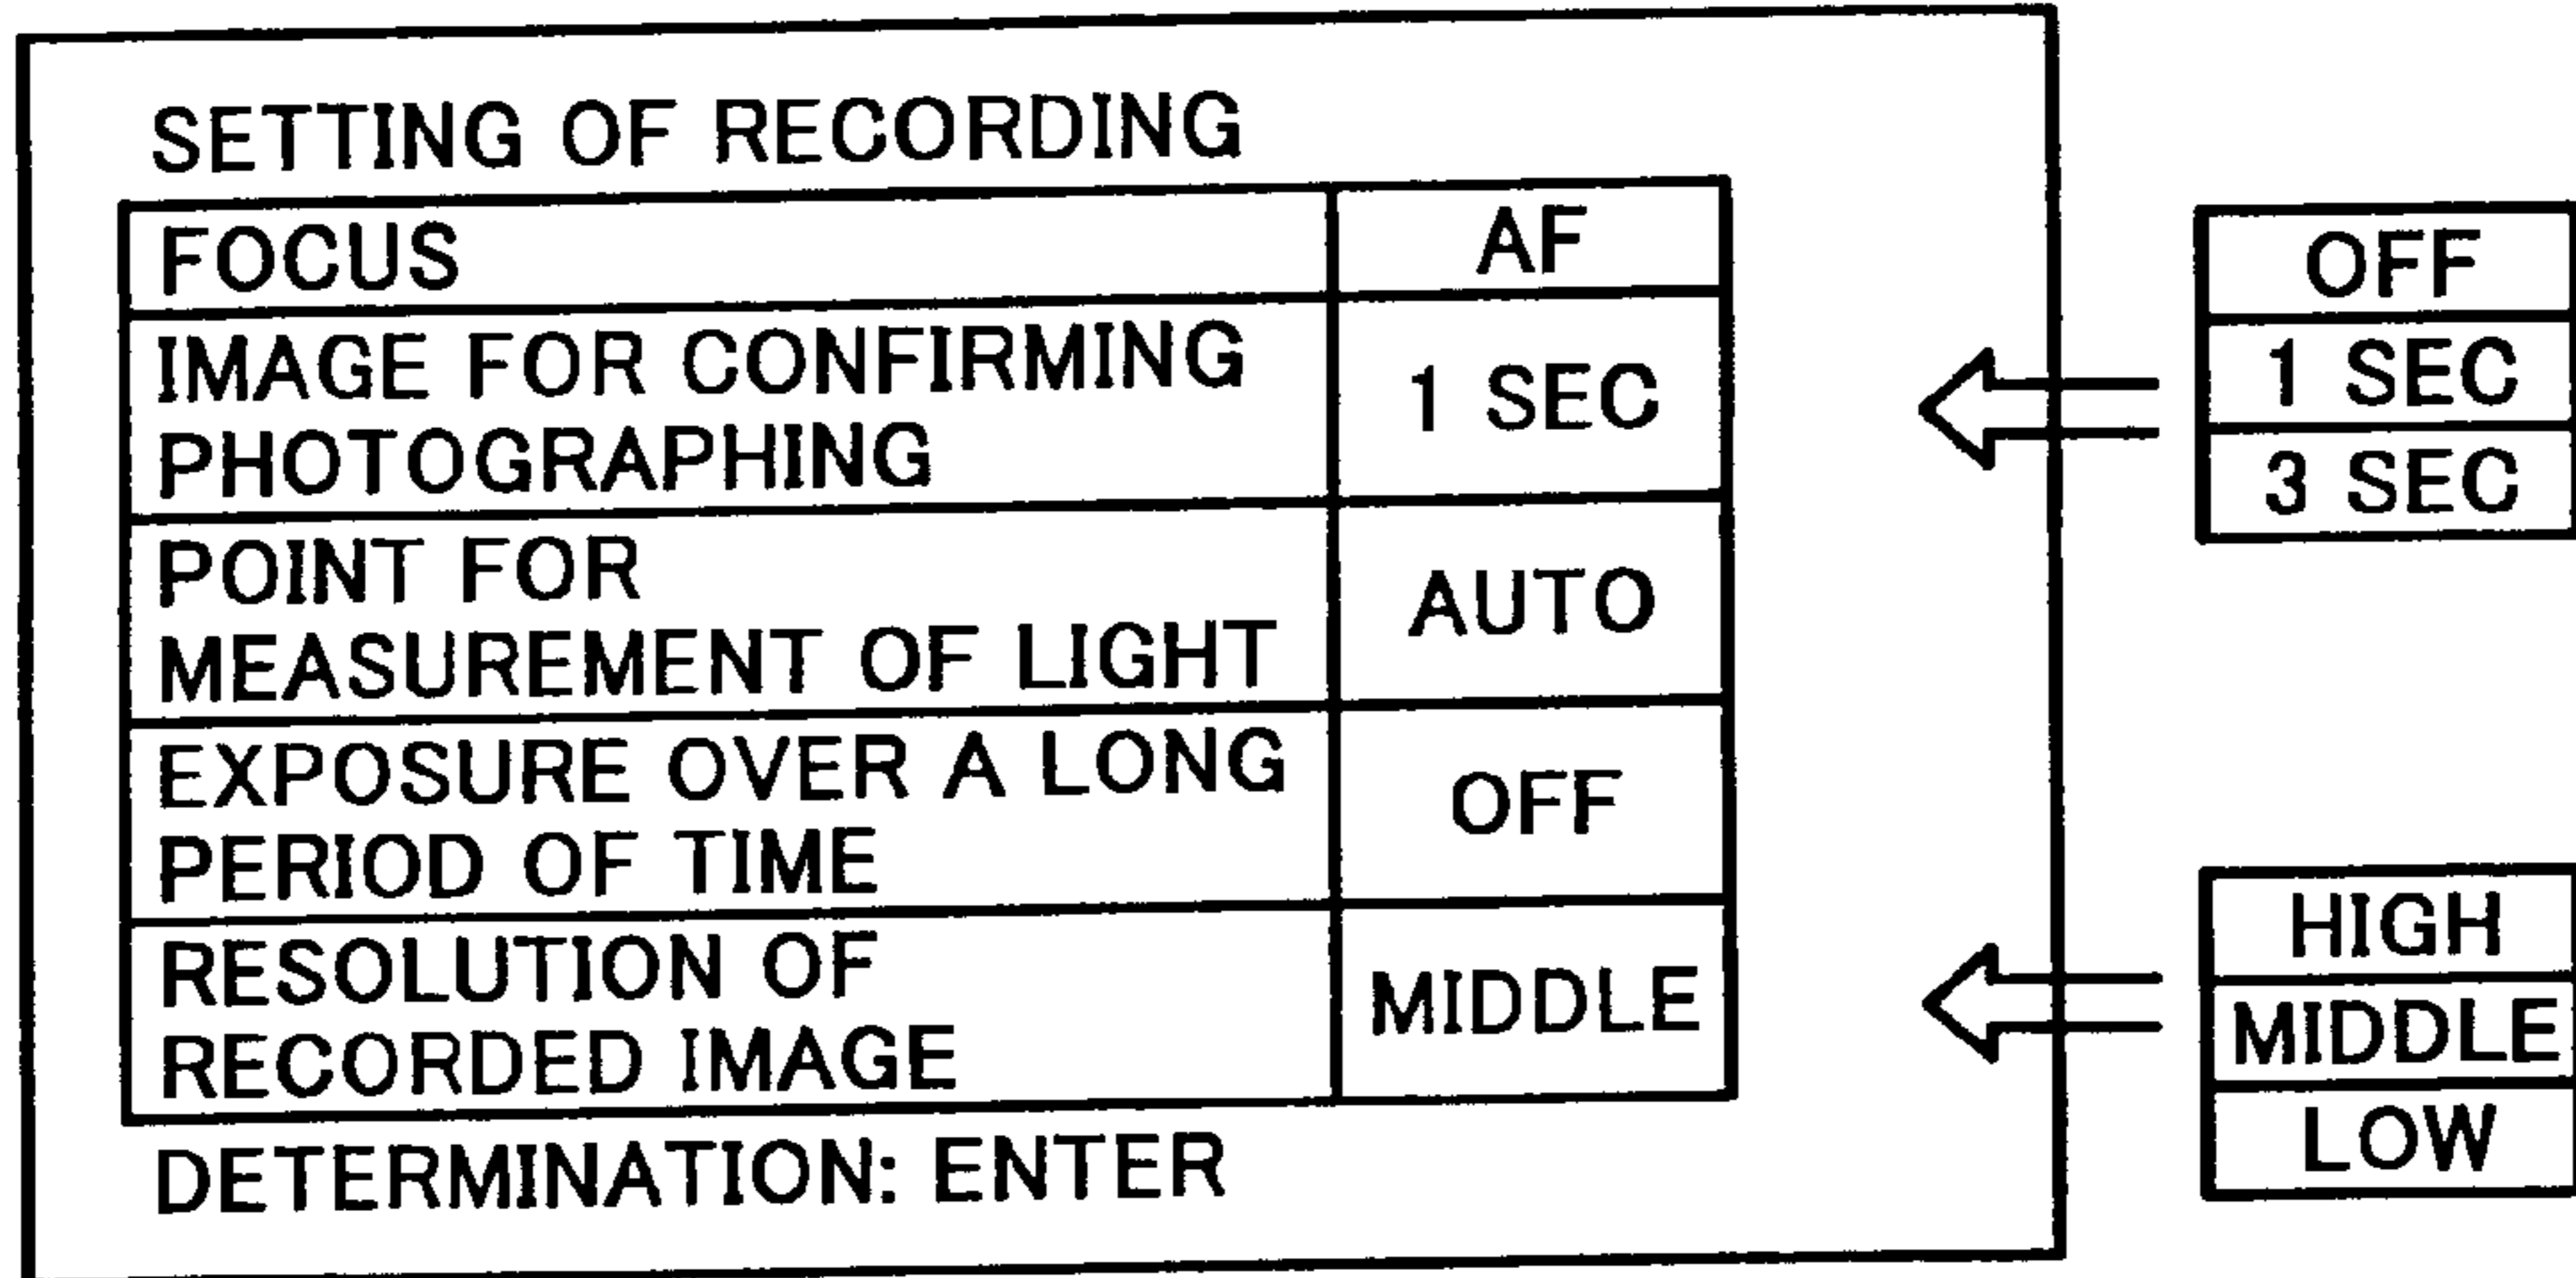 SETTING OF RECORDING
FOCUS
AF
IMAGE FOR CONFIRMING
PHOTOGRAPHING
1 SEC
POINT FOR
MEASUREMENT OF LIGHT
AUTO
EXPOSURE OVER A LONG
PERIOD OF TIME
OFF
RESOLUTION OF
RECORDED IMAGE
MIDDLE
DETERMINATION: ENTER
OFF
1 SEC
3 SEC
HIGH
MIDDLE
LOW